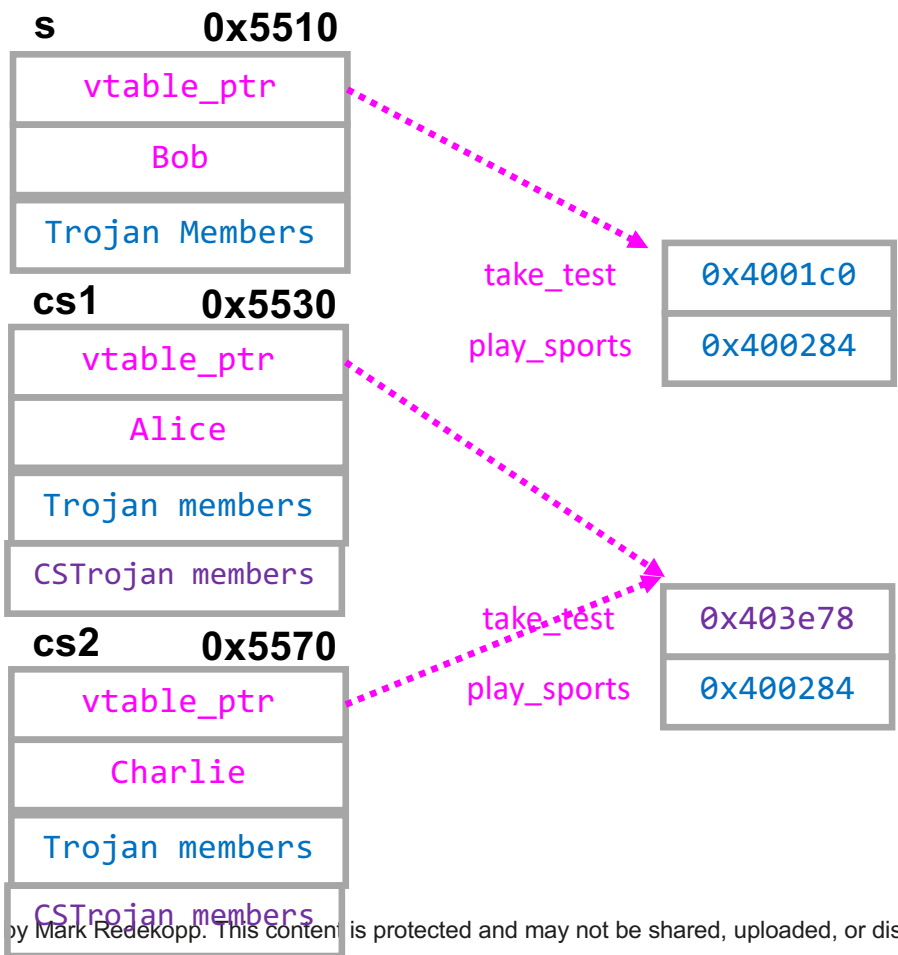 s 0x5510
vtable_ptr
Bob
Trojan Members
take_test 0x4001c0
play_sports 0x400284
cs1 0x5530
vtable_ptr
Alice
Trojan members
CSTrojan members
take_test 0x403e78
play_sports 0x400284
cs2 0x5570
vtable_ptr
Charlie
Trojan members
CSTrojan members
by Mark Redekopp. This content is protected and may not be shared, uploaded, or dis